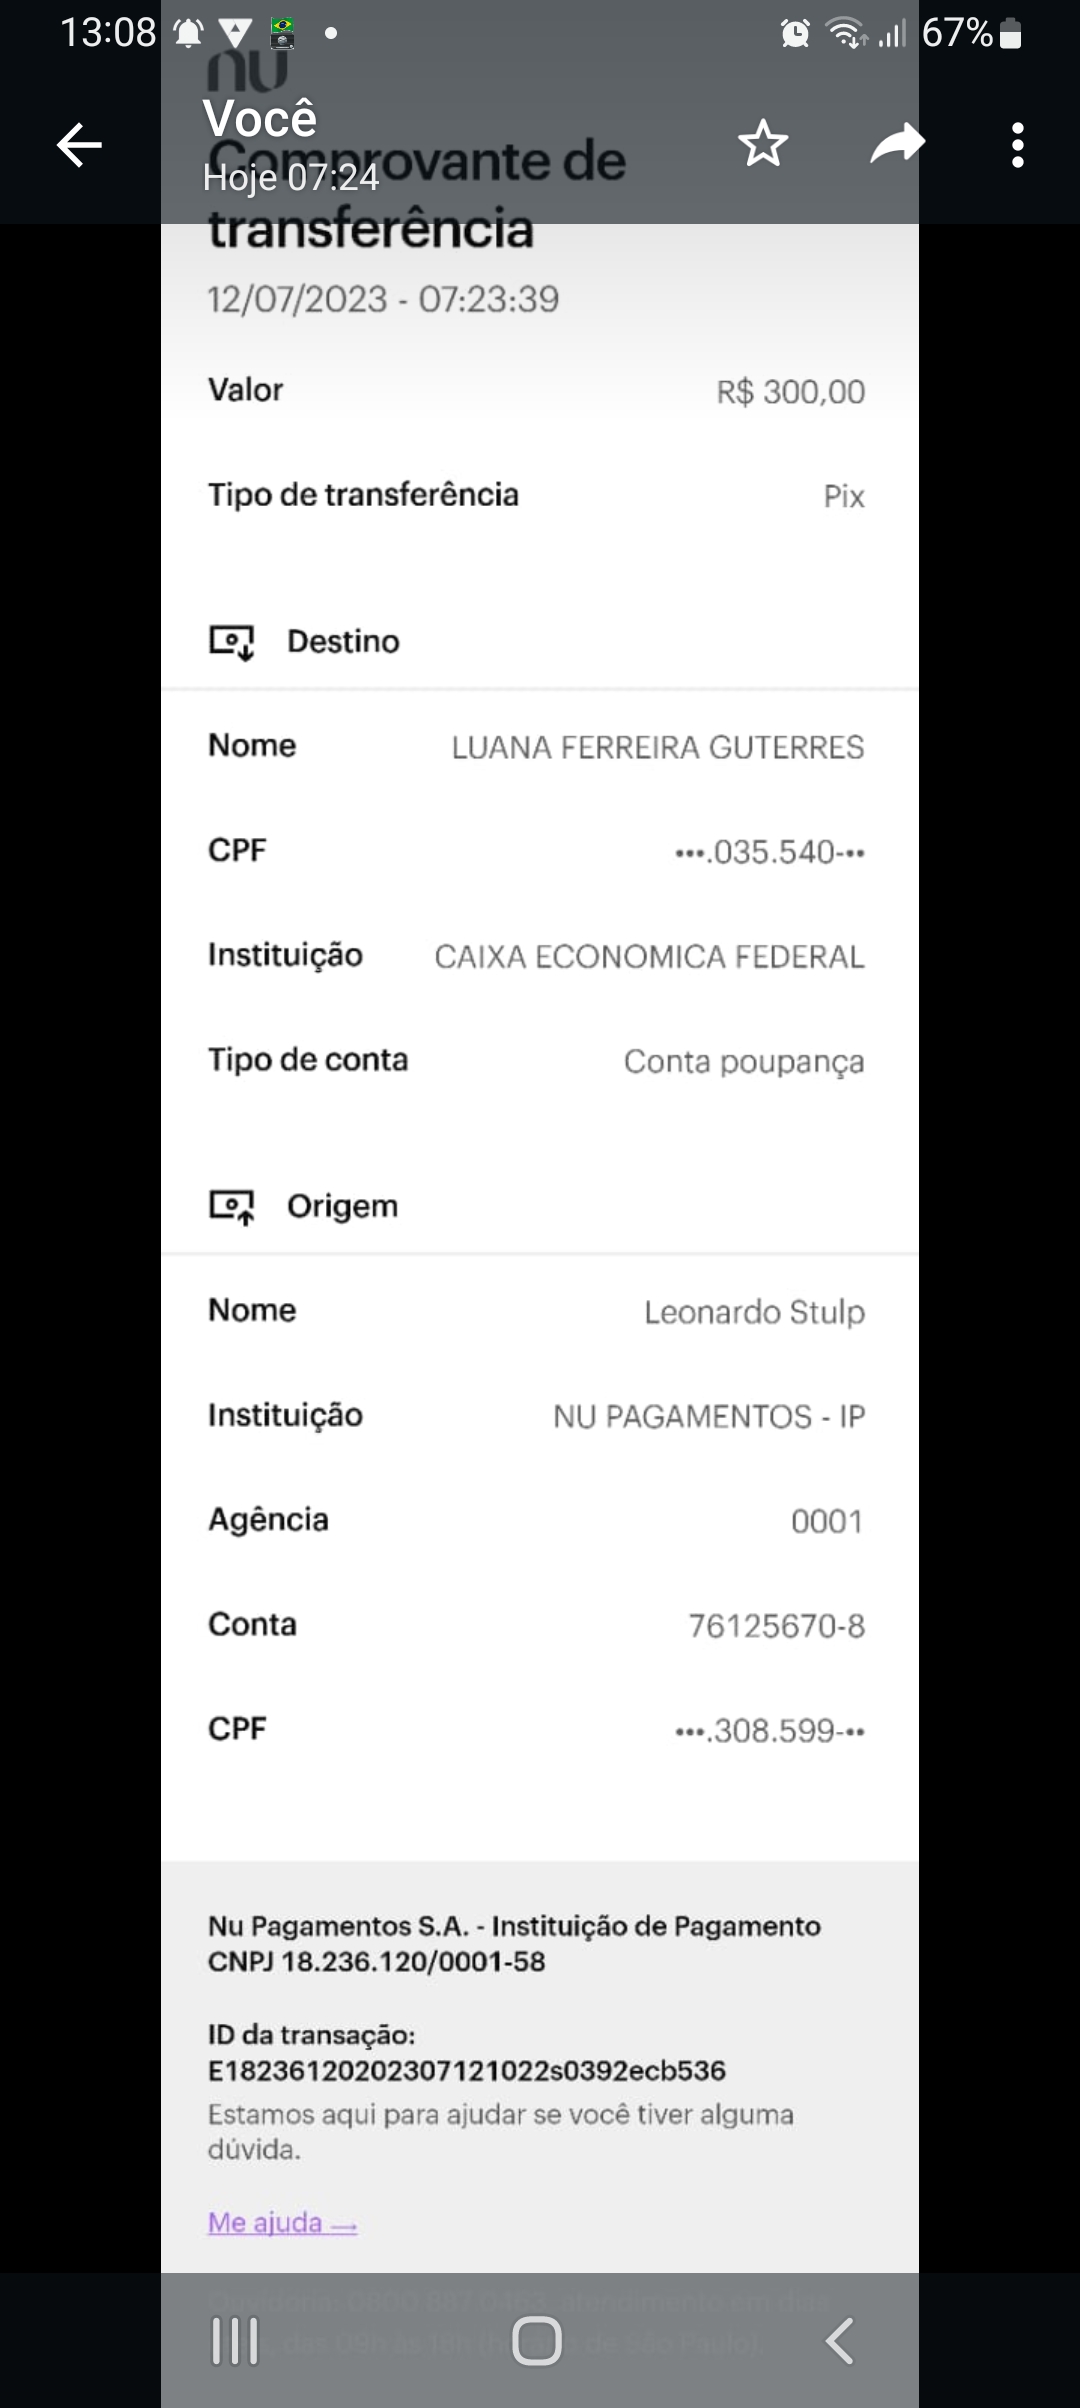 13:08
67%
nu
Você
Hoje 07:24
Comprovante de
transferência
12/07/2023 - 07:23:39
Valor R$ 300,00
Tipo de transferência Pix
Destino
Nome LUANA FERREIRA GUTERRES
CPF •••.035.540-••
Instituição CAIXA ECONOMICA FEDERAL
Tipo de conta Conta poupança
Origem
Nome Leonardo Stulp
Instituição NU PAGAMENTOS - IP
Agência 0001
Conta 76125670-8
CPF •••.308.599-••
Nu Pagamentos S.A. - Instituição de Pagamento
CNPJ 18.236.120/0001-58
ID da transação:
E18236120202307121022s0392ecb536
Estamos aqui para ajudar se você tiver alguma
dúvida.
Me ajuda →